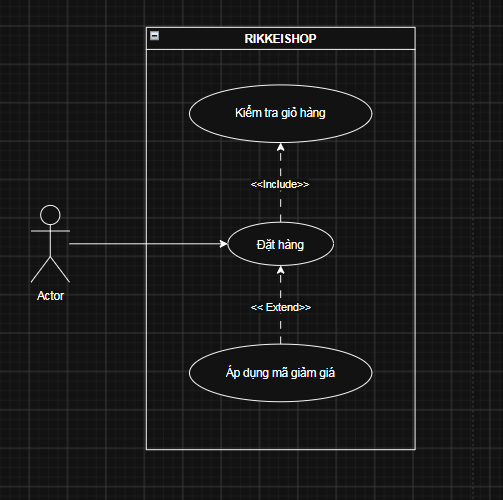 RIKKEISHOP
Kiểm tra giỏ hàng
<<Include>>
Đặt hàng
Actor
<< Extend>>
Áp dụng mã giảm giá